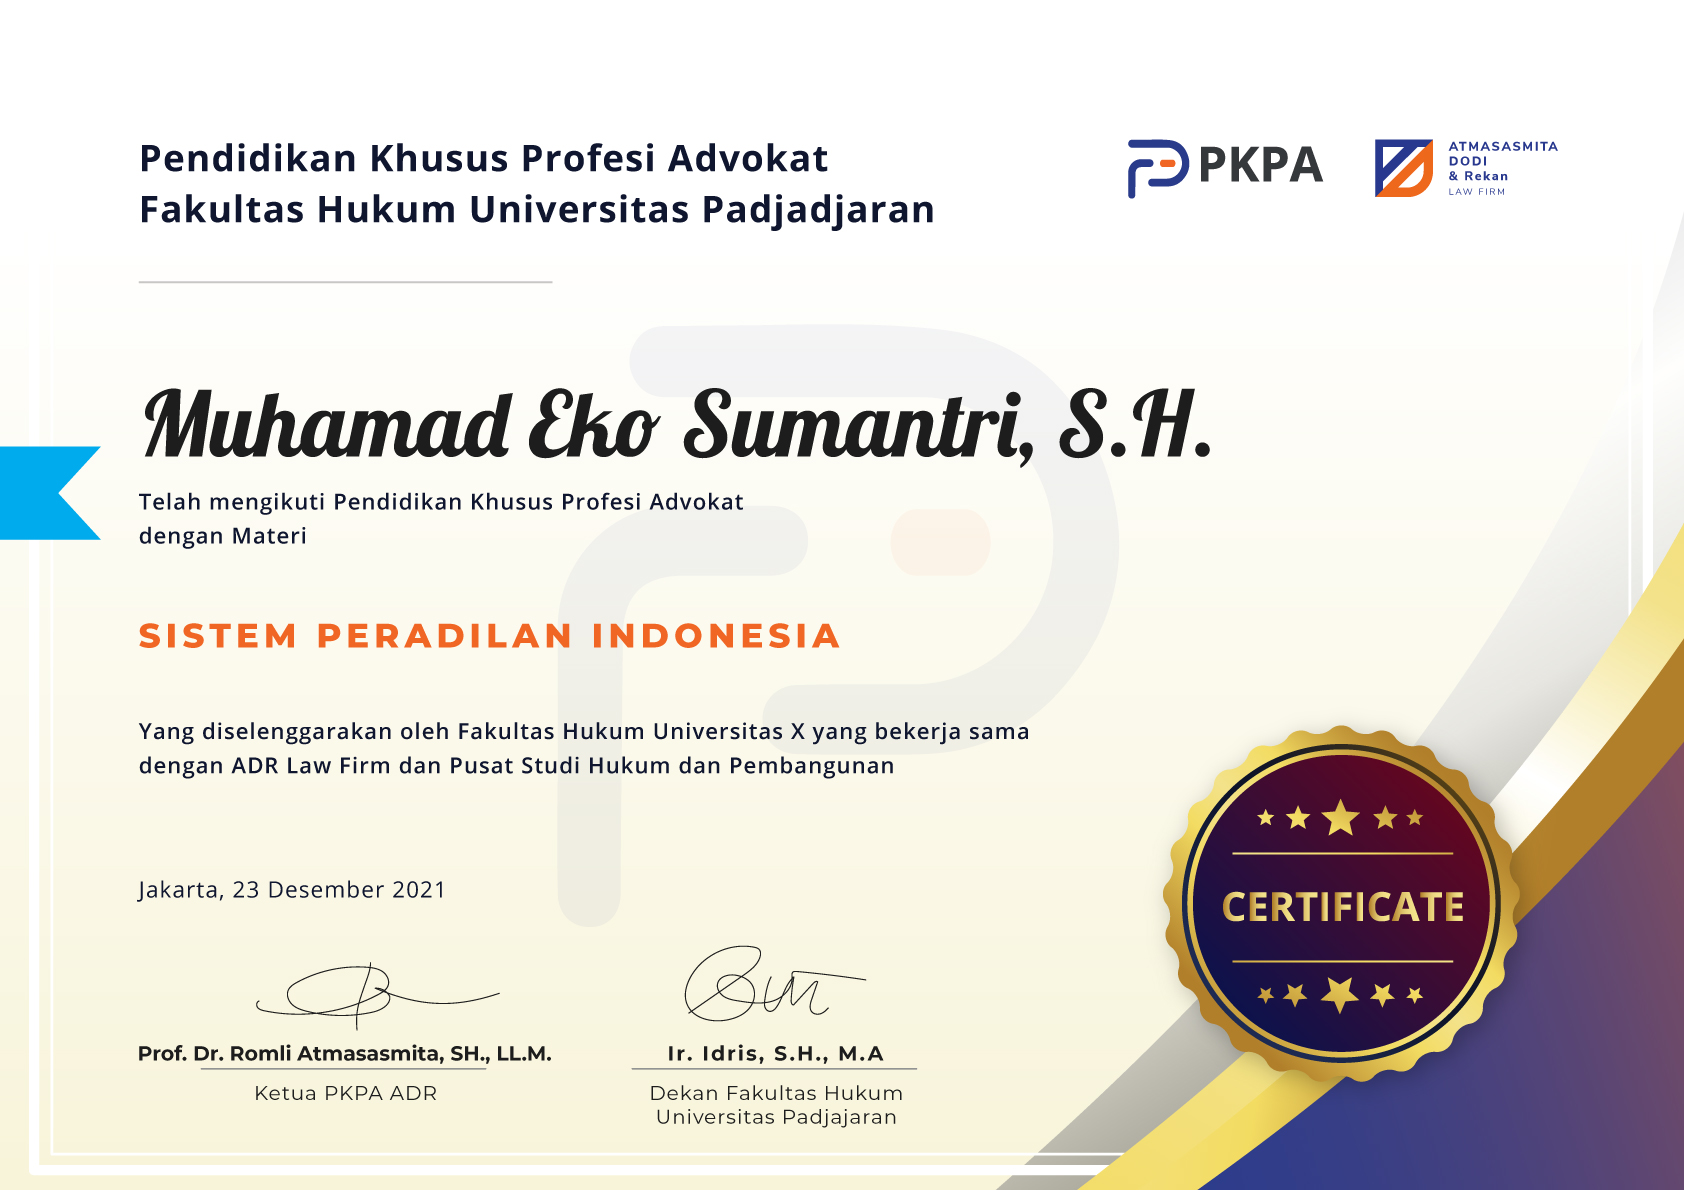 Pendidikan Khusus Profesi Advokat
Fakultas Hukum Universitas Padjadjaran
PKPA
ATMASASMITA
DODI
& Rekan
LAW FIRM
Muhamad Eko Sumantri, S.H.
Telah mengikuti Pendidikan Khusus Profesi Advokat
dengan Materi
SISTEM PERADILAN INDONESIA
Yang diselenggarakan oleh Fakultas Hukum Universitas X yang bekerja sama
dengan ADR Law Firm dan Pusat Studi Hukum dan Pembangunan
Jakarta, 23 Desember 2021
Prof. Dr. Romli Atmasasmita, SH., LL.M.
Ketua PKPA ADR
Ir. Idris, S.H., M.A
Dekan Fakultas Hukum
Universitas Padjajaran
CERTIFICATE